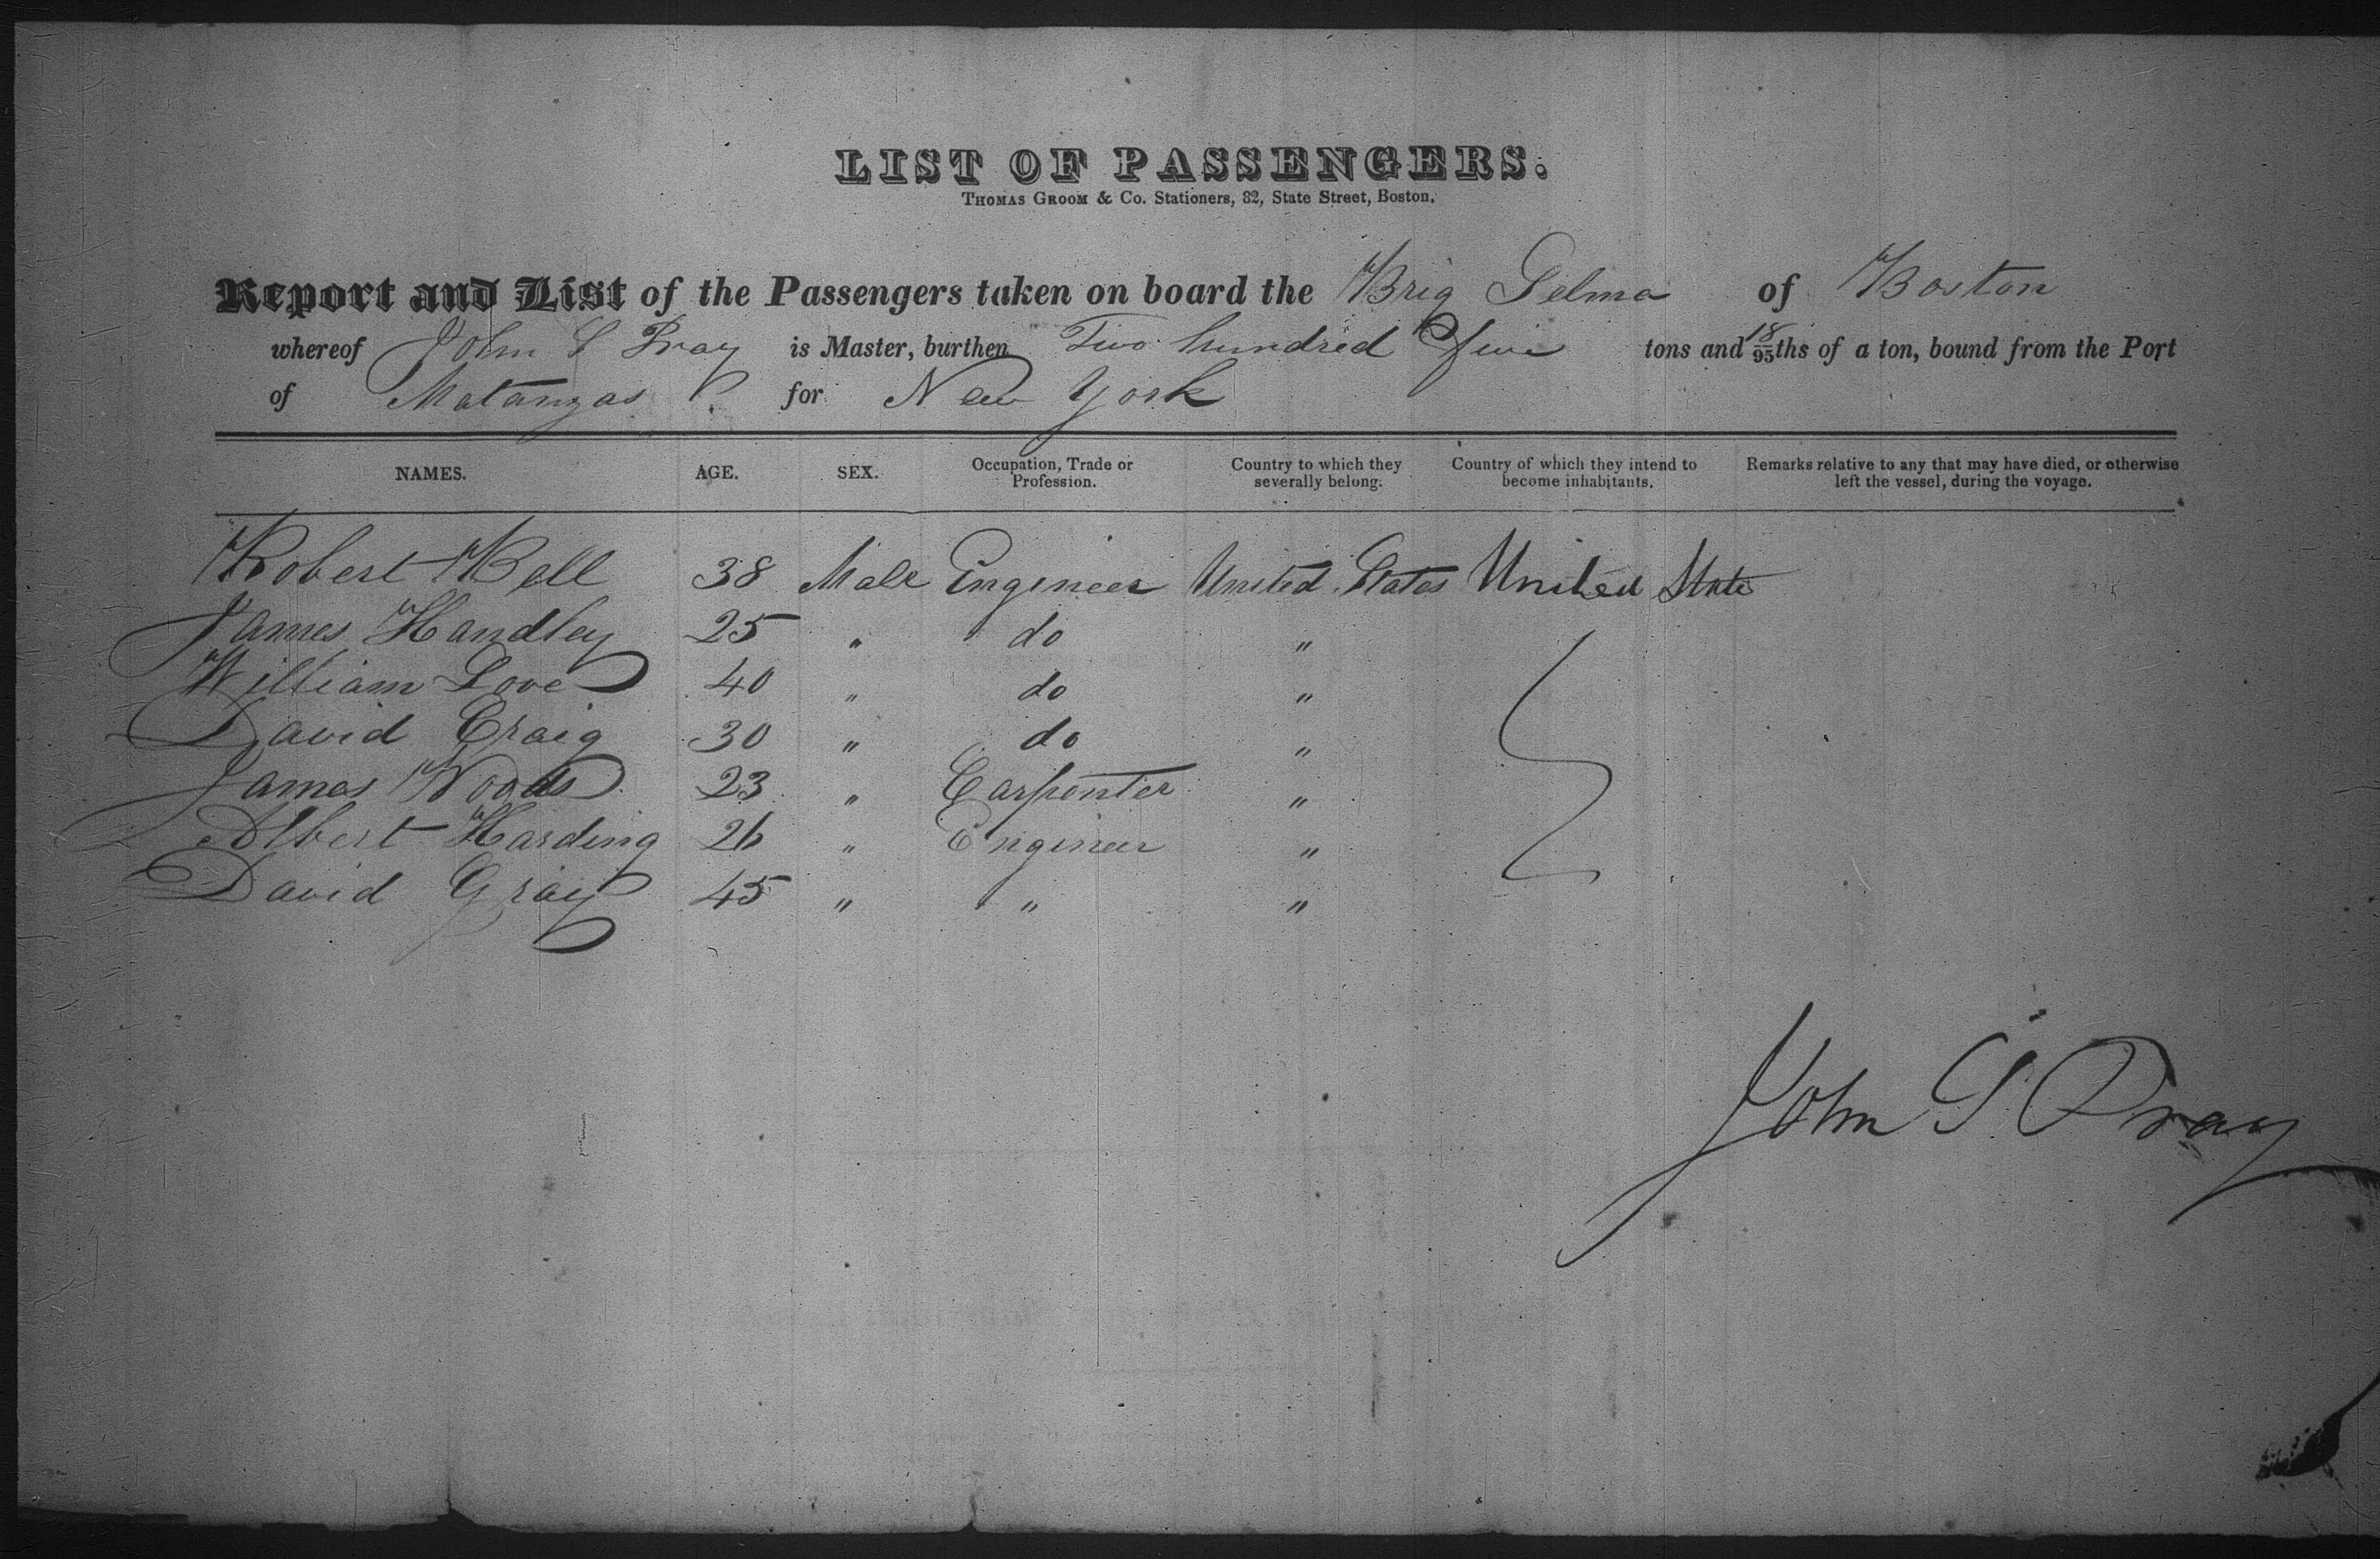 LIST OF PASSENGERS.
THOMAS GROOM & Co. Stationers, 82, State Street, Boston.
Report and List of the Passengers taken on board the Brig Selma of Boston
whereof John S Pray is Master, burthen Two hundred & five tons and 18/95ths of a ton, bound from the Port
of Matanzas for New York
NAMES. AGE. SEX. Occupation, Trade or Profession. Country to which they severally belong. Country of which they intend to become inhabitants. Remarks relative to any that may have died, or otherwise left the vessel, during the voyage.
Robert Bell 38 Male Engineer United States United State
James Handley 25 " do "
William Love 40 " do "
David Craig 30 " do "
James Woods 23 " Carpenter "
Albert Harding 26 " Engineer "
David Gray 45 " " "
John S Pray